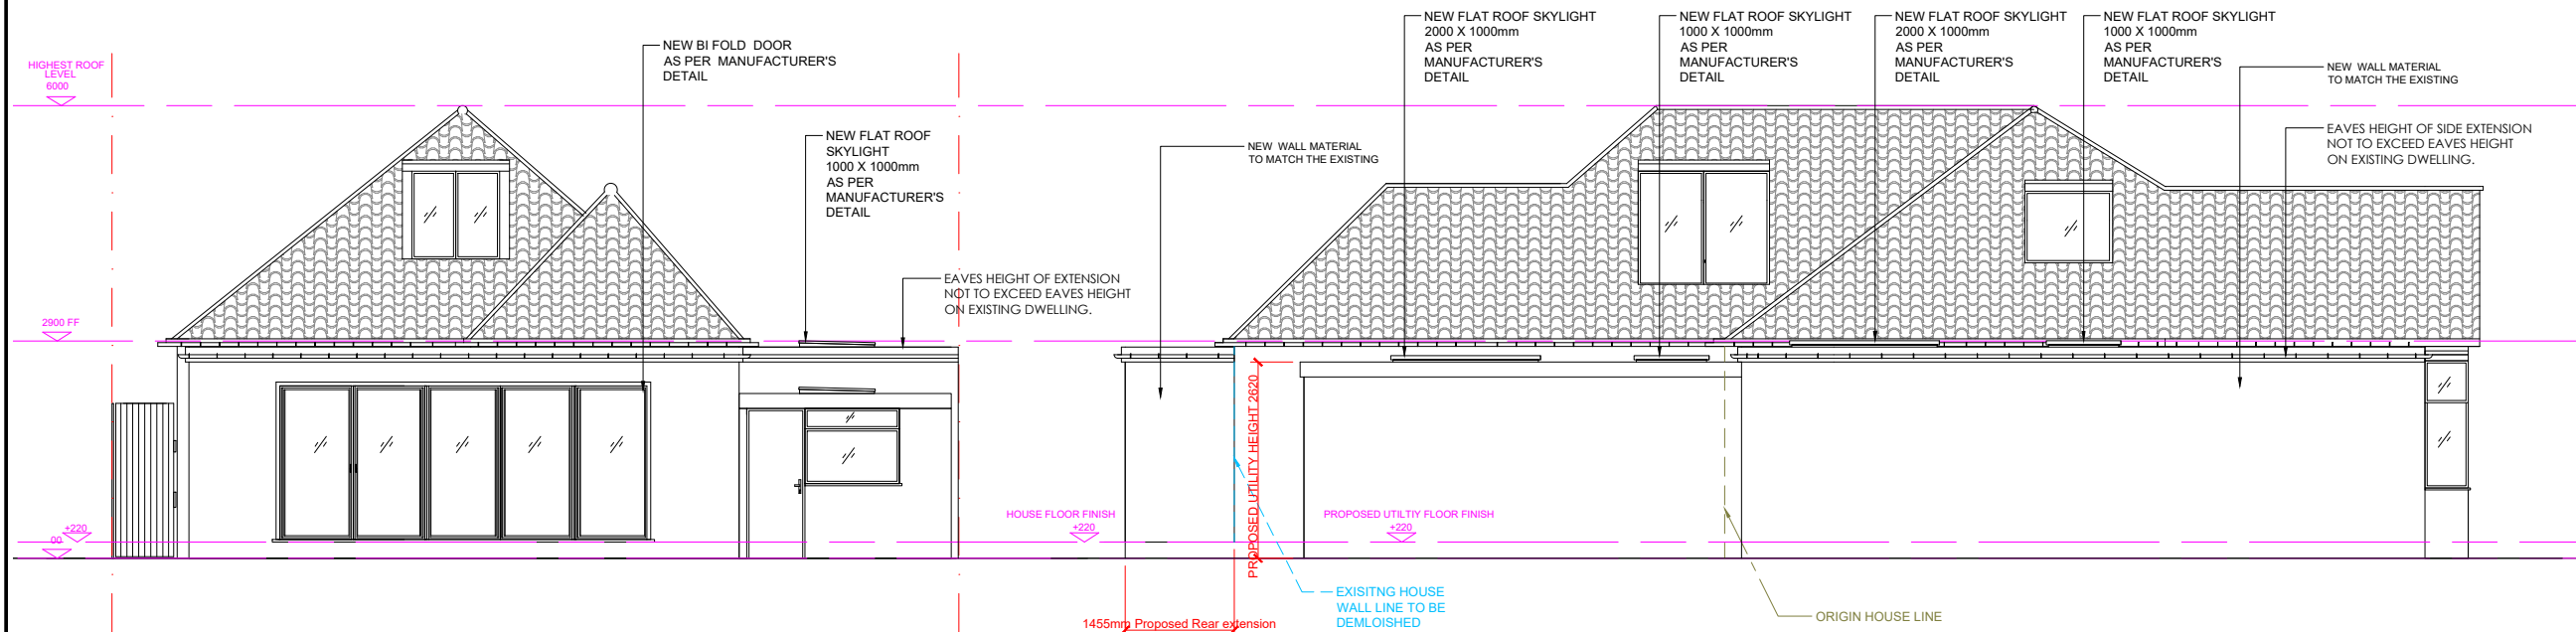 HIGHEST ROOF
LEVEL
6000
NEW BI FOLD DOOR
AS PER MANUFACTURER'S
DETAIL
NEW FLAT ROOF
SKYLIGHT
1000 X 1000mm
AS PER
MANUFACTURER'S
DETAIL
EAVES HEIGHT OF EXTENSION
NOT TO EXCEED EAVES HEIGHT
ON EXISTING DWELLING.
2900 FF
+220
00
NEW WALL MATERIAL
TO MATCH THE EXISTING
NEW FLAT ROOF SKYLIGHT
2000 X 1000mm
AS PER
MANUFACTURER'S
DETAIL
NEW FLAT ROOF SKYLIGHT
1000 X 1000mm
AS PER
MANUFACTURER'S
DETAIL
NEW FLAT ROOF SKYLIGHT
2000 X 1000mm
AS PER
MANUFACTURER'S
DETAIL
NEW FLAT ROOF SKYLIGHT
1000 X 1000mm
AS PER
MANUFACTURER'S
DETAIL
NEW WALL MATERIAL
TO MATCH THE EXISTING
EAVES HEIGHT OF SIDE EXTENSION
NOT TO EXCEED EAVES HEIGHT
ON EXISTING DWELLING.
HOUSE FLOOR FINISH
+220
PROPOSED UTILITY HEIGHT 2620
PROPOSED UTILTIY FLOOR FINISH
+220
EXISITNG HOUSE
WALL LINE TO BE
DEMLOISHED
1455mm Proposed Rear extension
ORIGIN HOUSE LINE